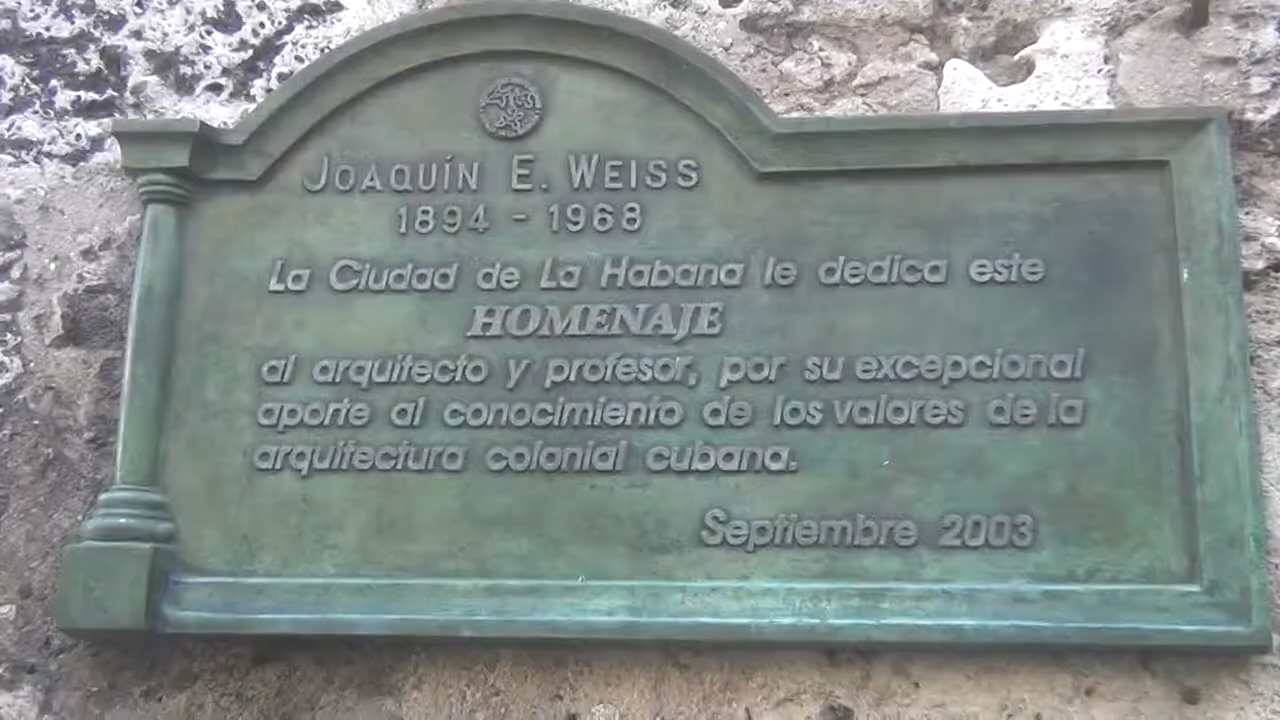 JOAQUÍN E. WEISS
1894 - 1968
La Ciudad de La Habana le dedica este
HOMENAJE
al arquitecto y profesor, por su excepcional
aporte al conocimiento de los valores de la
arquitectura colonial cubana.
Septiembre 2003